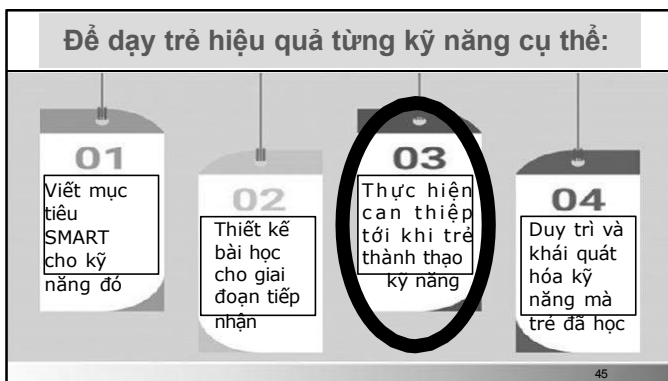 Để dạy trẻ hiệu quả từng kỹ năng cụ thể:
01
Viết mục
tiêu
SMART
cho kỹ
năng đó
02
Thiết kế
bài học
cho giai
đoạn tiếp
nhận
03
Thực hiện
can thiệp
tới khi trẻ
thành thạo
kỹ năng
04
Duy trì và
khái quát
hóa kỹ
năng mà
trẻ đã học
45